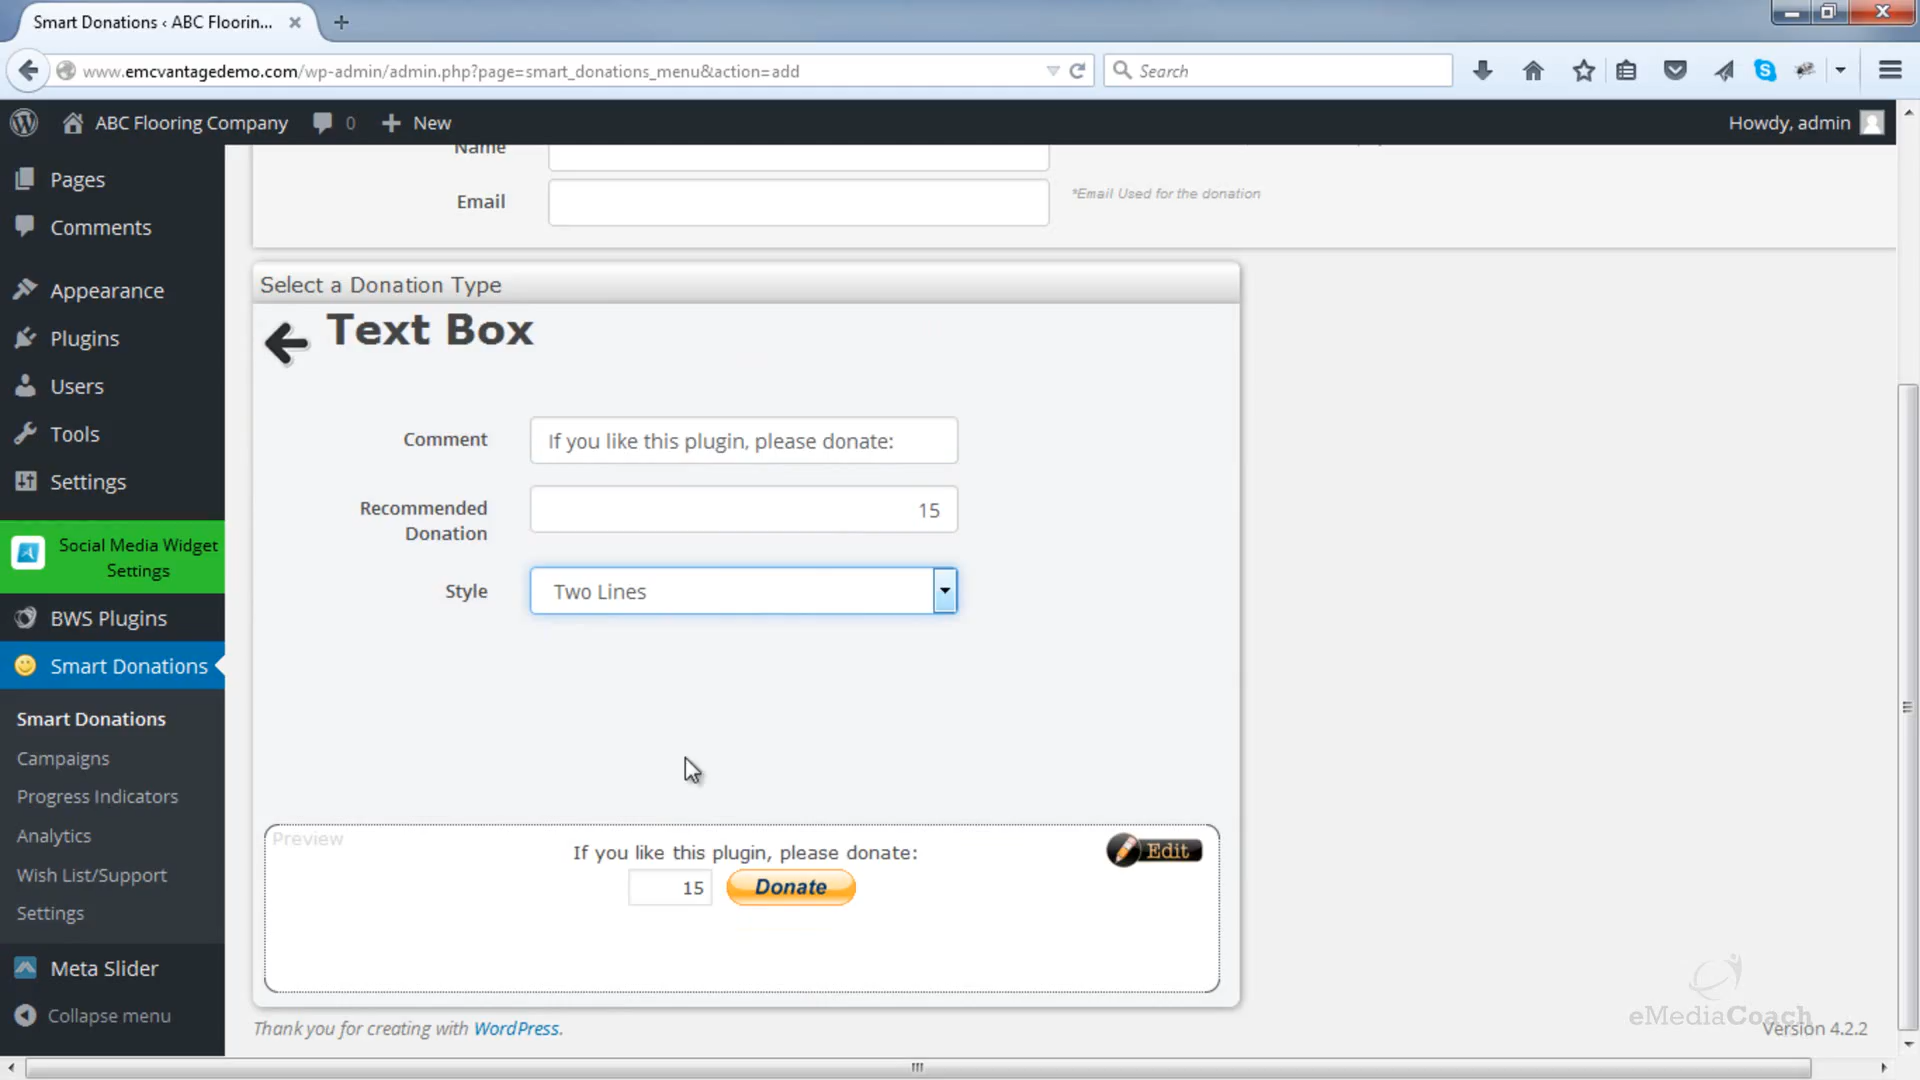 Smart Donations ‹ ABC Floorin...
www.emcvantagedemo.com/wp-admin/admin.php?page=smart_donations_menu&action=add
Search
ABC Flooring Company
0
New
Howdy, admin
Name
Email
*Email Used for the donation
Pages
Comments
Appearance
Plugins
Users
Tools
Settings
Social Media Widget
Settings
BWS Plugins
Smart Donations
Smart Donations
Campaigns
Progress Indicators
Analytics
Wish List/Support
Settings
Meta Slider
Collapse menu
Select a Donation Type
Text Box
Comment
If you like this plugin, please donate:
Recommended
Donation
15
Style
Two Lines
Preview
If you like this plugin, please donate:
Edit
15
Donate
Thank you for creating with WordPress.
eMediaCoach
Version 4.2.2